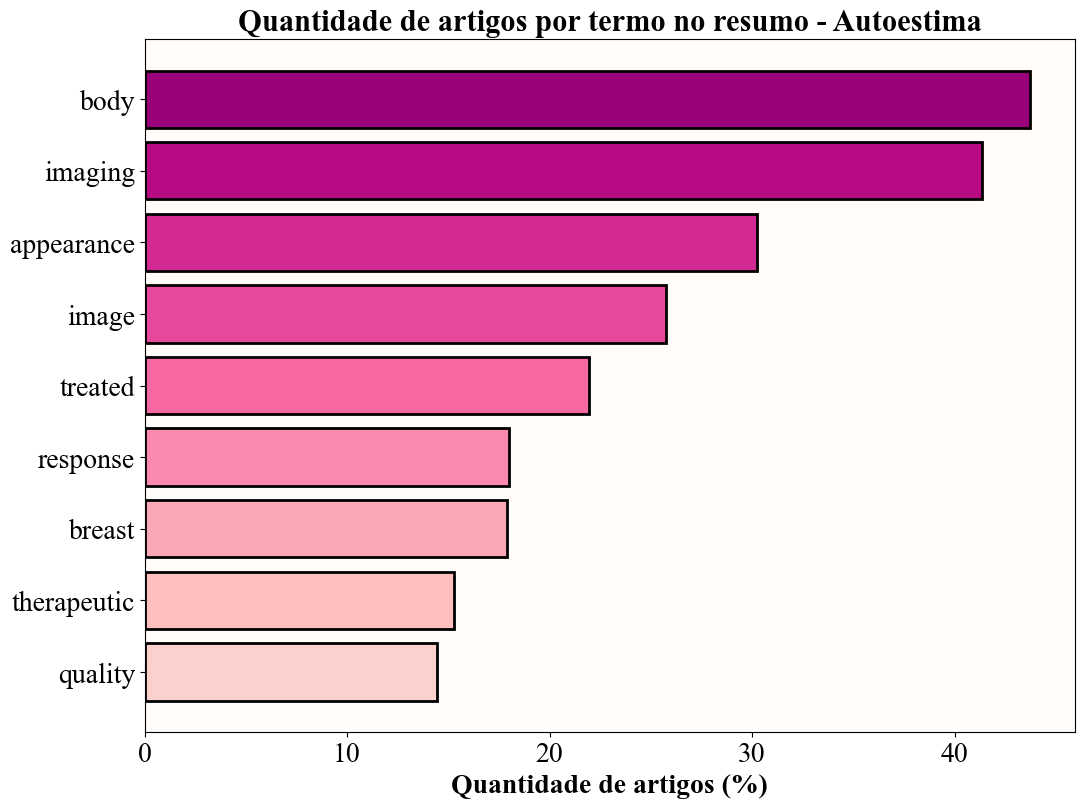 Quantidade de artigos por termo no resumo - Autoestima
body
imaging
appearance
image
treated
response
breast
therapeutic
quality
0 10 20 30 40
Quantidade de artigos (%)